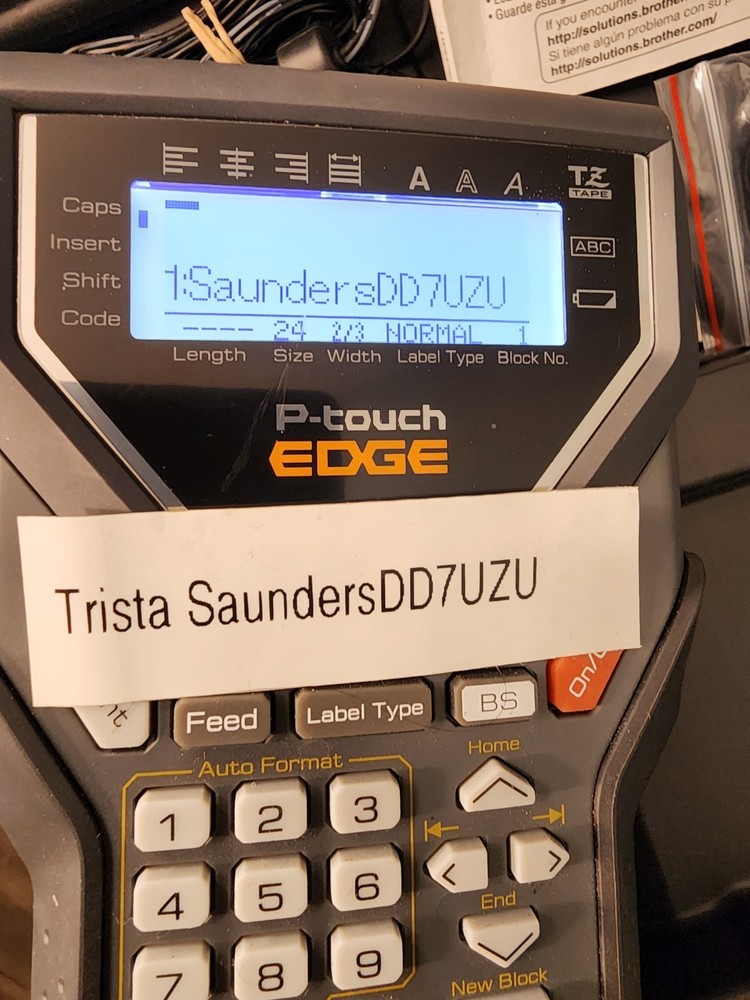 • Guarde esta g
If you encounter
http://solutions.brother.
Si tiene algún problema con su p
http://solutions.brother.com/
A A A
TZ
TAPE
Caps
Insert
Shift
Code
ABC
1:SaundersDD7UZU
---- 24 2/3 NORMAL 1
Length Size Width Label Type Block No.
P-touch
EDGE
Trista SaundersDD7UZU
Feed
Label Type
BS
On/
Auto Format
Home
1 2 3
4 5 6
End
7 8 9
New Block